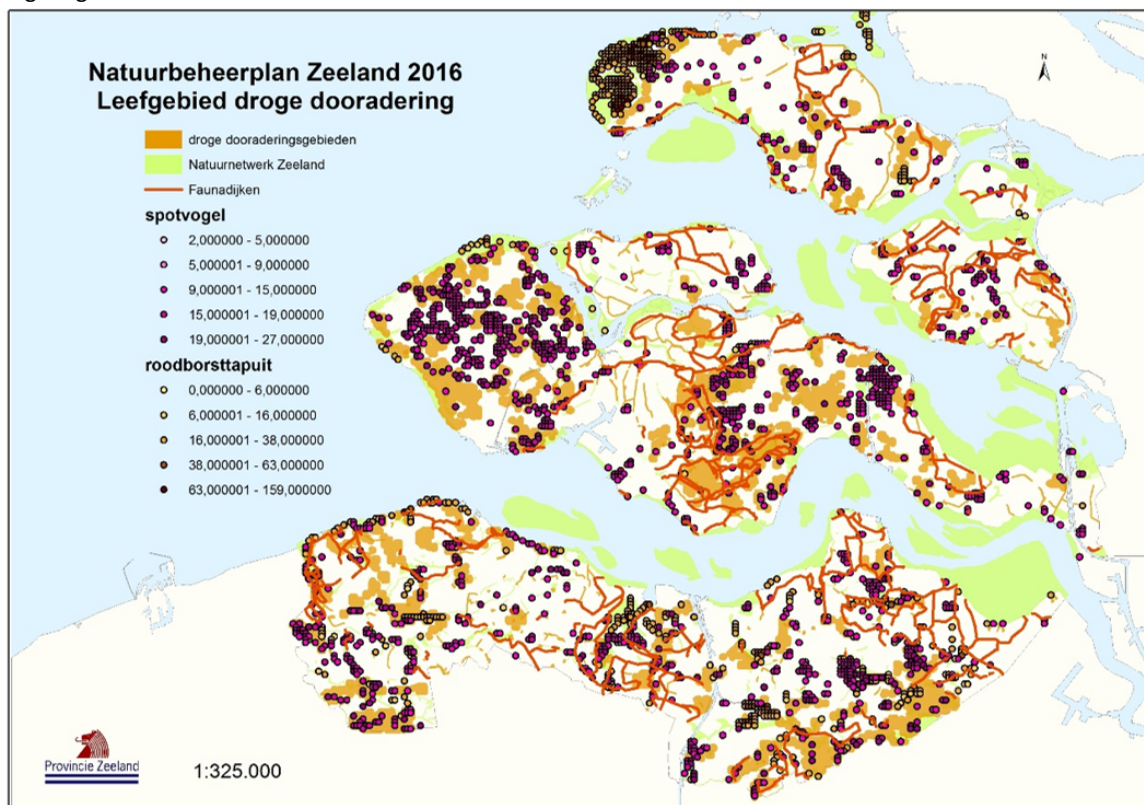 Natuurbeheerplan Zeeland 2016
Leefgebied droge dooradering
droge dooraderingsgebieden
Natuurnetwerk Zeeland
Faunadijken
spotvogel
2,000000 - 5,000000
5,000001 - 9,000000
9,000001 - 15,000000
15,000001 - 19,000000
19,000001 - 27,000000
roodborsttapuit
0,000000 - 6,000000
6,000001 - 16,000000
16,000001 - 38,000000
38,000001 - 63,000000
63,000001 - 159,000000
N
Provincie Zeeland
1:325.000